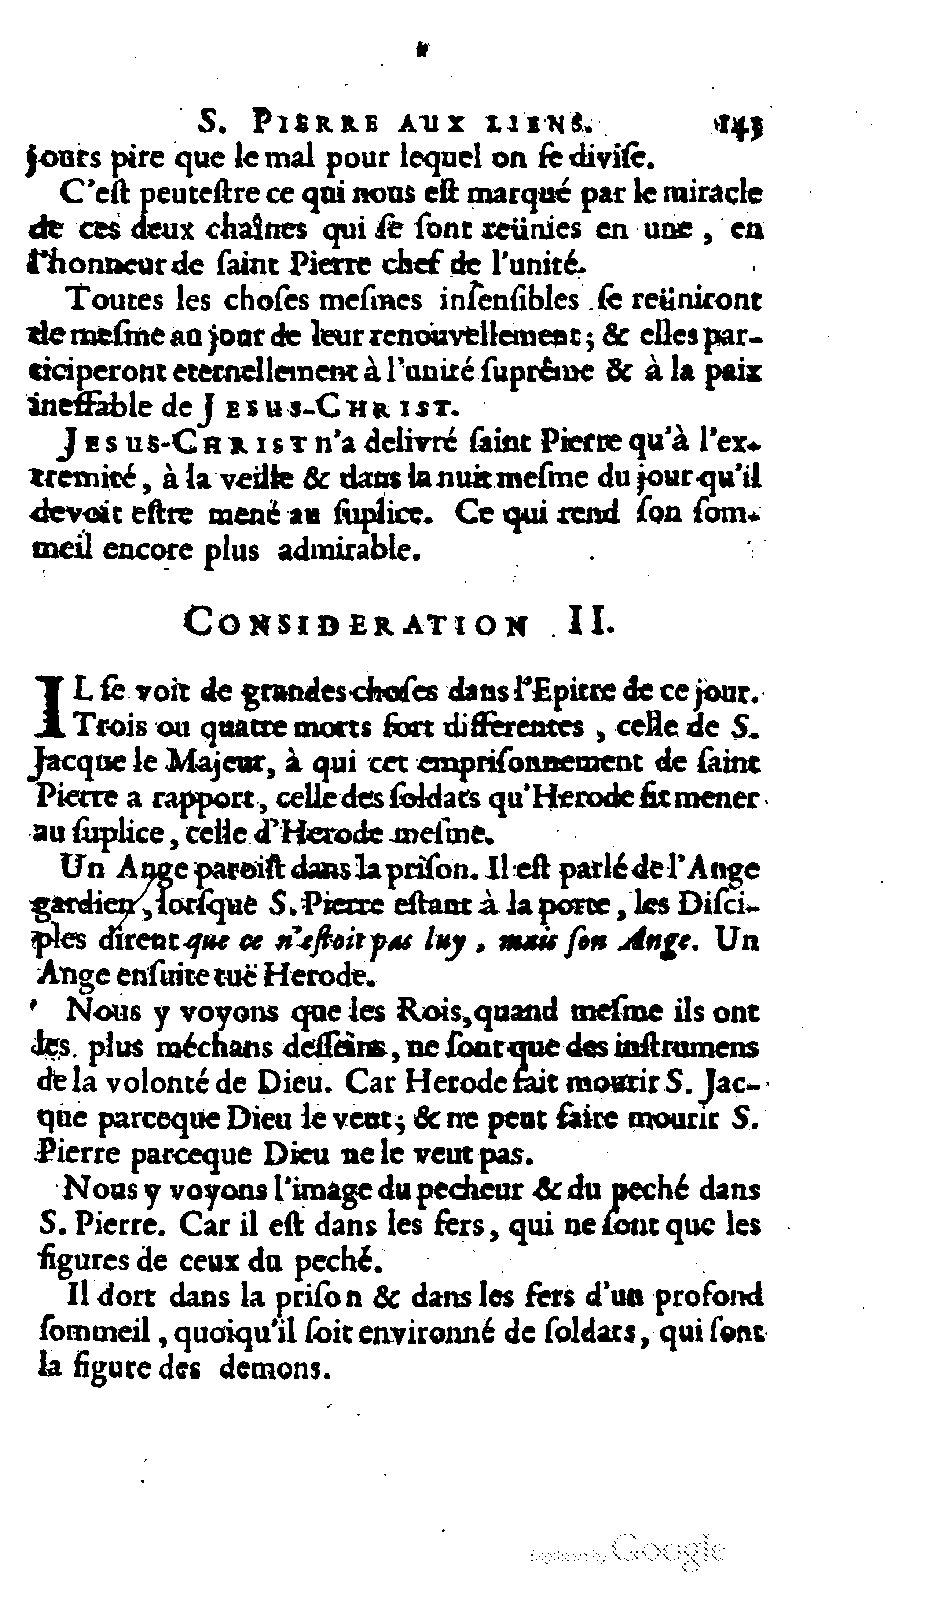 S. PIERRE AUX LIENS. 143
jours pire que le mal pour lequel on ſe diviſe.
C'eſt peuteſtre ce qui nous eſt marqué par le miracle
de ces deux chaînes qui ſe ſont reünies en une, en
l'honneur de ſaint Pierre chef de l'unité.
Toutes les choſes meſmes inſenſibles ſe reüniront
de meſme au jour de leur renouvellement; & elles par-
ticiperont eternellement à l'unité ſuprême & à la paix
ineffable de JESUS-CHRIST.
JESUS-CHRIST n'a delivré ſaint Pierre qu'à l'ex-
tremité, à la veille & dans la nuit meſme du jour qu'il
devoit eſtre mené au ſuplice. Ce qui rend ſon ſom-
meil encore plus admirable.
CONSIDERATION II.
IL ſe voit de grandes choſes dans l'Epitre de ce jour.
Trois ou quatre morts fort differentes, celle de S.
Jacque le Majeur, à qui cet empriſonnement de ſaint
Pierre a rapport, celle des ſoldats qu'Herode fit mener
au ſuplice, celle d'Herode meſme.
Un Ange paroiſt dans la priſon. Il eſt parlé de l'Ange
gardien, lorſque S. Pierre eſtant à la porte, les Diſci-
ples dirent que ce n'eſtoit pas luy, mais ſon Ange. Un
Ange enſuite tuë Herode.
Nous y voyons que les Rois, quand meſme ils ont
les plus méchans deſſeins, ne ſont que des inſtrumens
de la volonté de Dieu. Car Herode fait mourir S. Jac-
que parceque Dieu le veut; & ne peut faire mourir S.
Pierre parceque Dieu ne le veut pas.
Nous y voyons l'image du pecheur & du peché dans
S. Pierre. Car il eſt dans les fers, qui ne ſont que les
figures de ceux du peché.
Il dort dans la priſon & dans les fers d'un profond
ſommeil, quoiqu'il ſoit environné de ſoldats, qui ſont
la figure des demons.
Digitized by Google